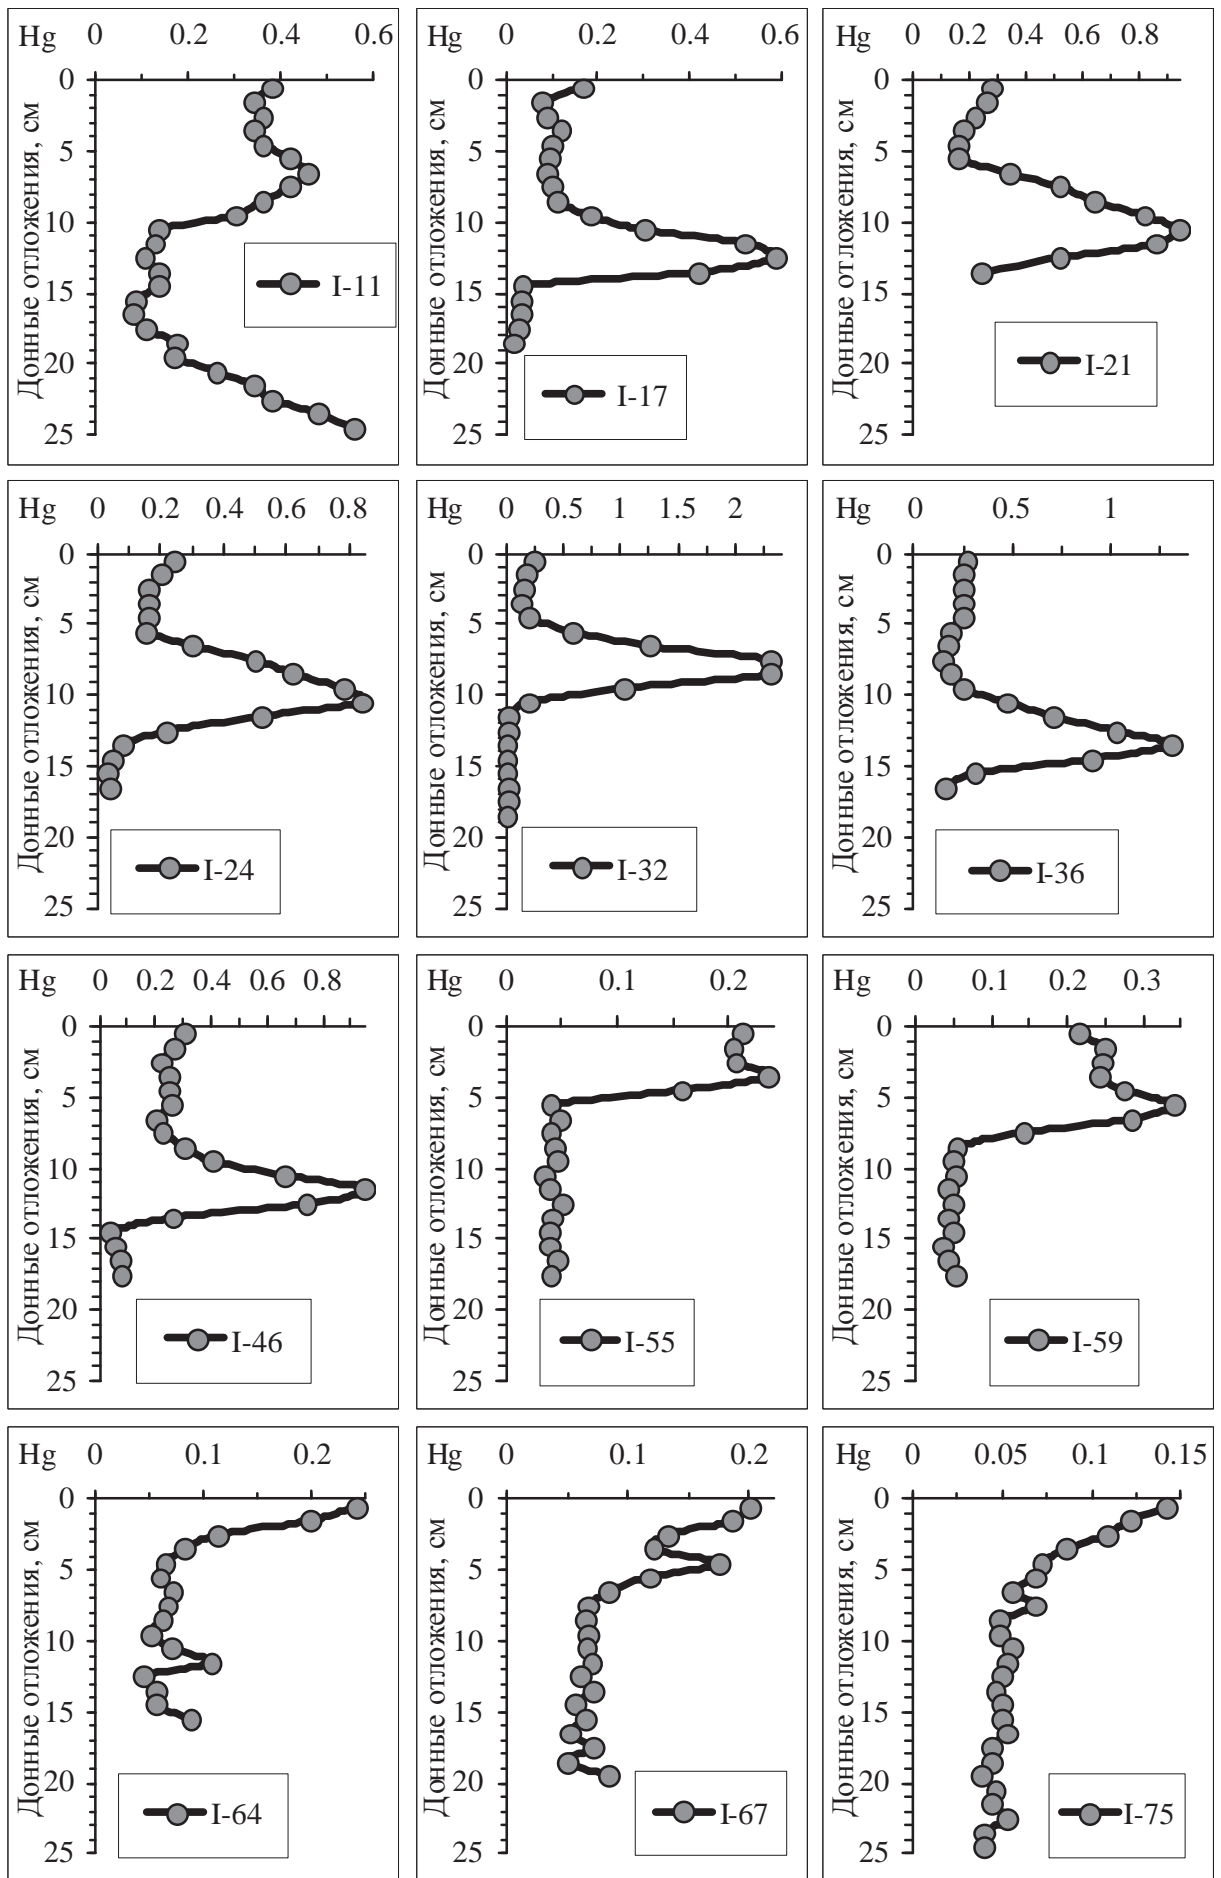 Hg 0 0.2 0.4 0.6
0
5
10
15
20
25
Донные отложения, см
I-11
Hg 0 0.2 0.4 0.6
0
5
10
15
20
25
Донные отложения, см
I-17
Hg 0 0.2 0.4 0.6 0.8
0
5
10
15
20
25
Донные отложения, см
I-21
Hg 0 0.2 0.4 0.6 0.8
0
5
10
15
20
25
Донные отложения, см
I-24
Hg 0 0.5 1 1.5 2
0
5
10
15
20
25
Донные отложения, см
I-32
Hg 0 0.5 1
0
5
10
15
20
25
Донные отложения, см
I-36
Hg 0 0.2 0.4 0.6 0.8
0
5
10
15
20
25
Донные отложения, см
I-46
Hg 0 0.1 0.2
0
5
10
15
20
25
Донные отложения, см
I-55
Hg 0 0.1 0.2 0.3
0
5
10
15
20
25
Донные отложения, см
I-59
Hg 0 0.1 0.2
0
5
10
15
20
25
Донные отложения, см
I-64
Hg 0 0.1 0.2
0
5
10
15
20
25
Донные отложения, см
I-67
Hg 0 0.05 0.1 0.15
0
5
10
15
20
25
Донные отложения, см
I-75